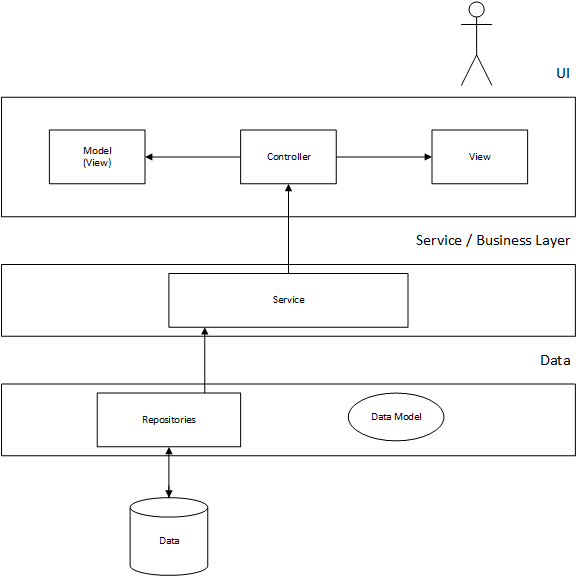 UI
Model
(View)
Controller
View
Service / Business Layer
Service
Data
Repositories
Data Model
Data